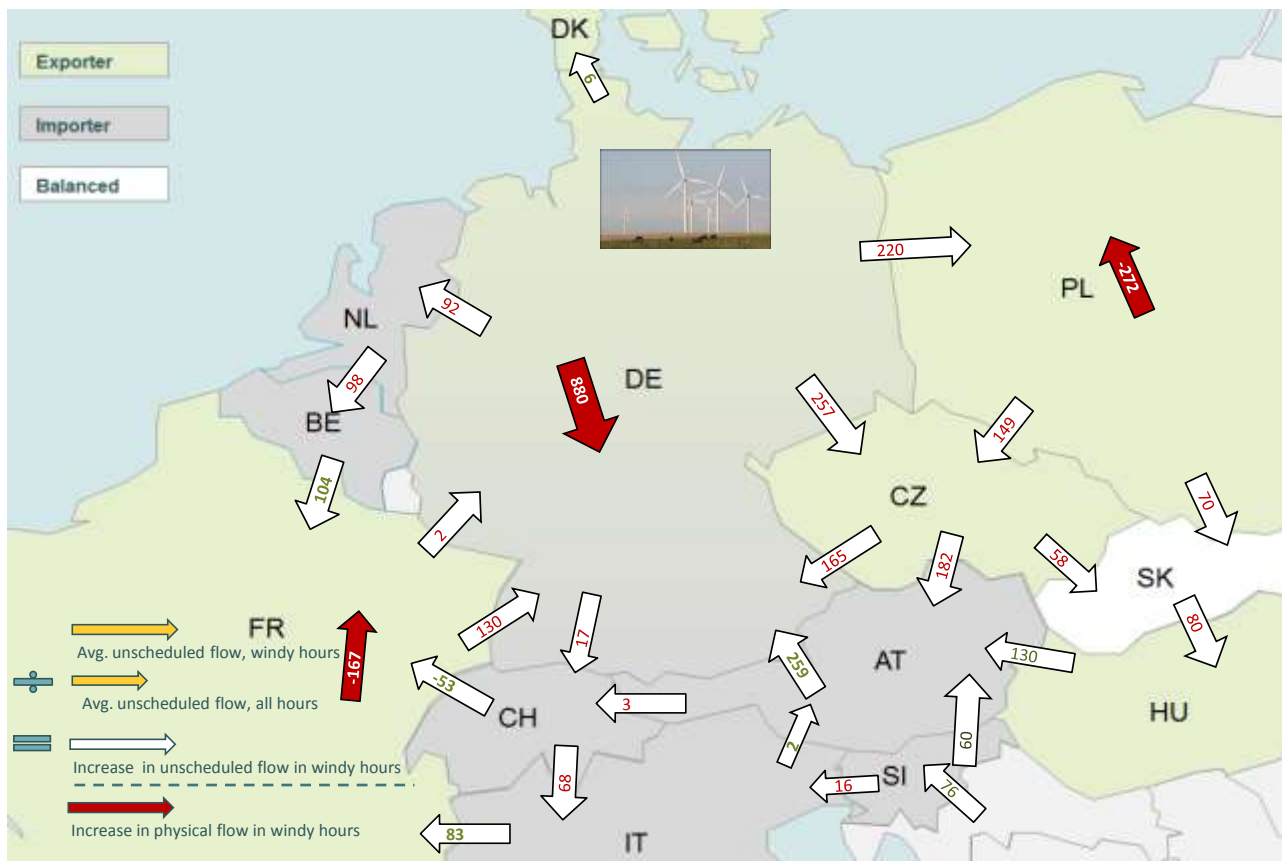 DK
Exporter
6
Importer
Balanced
220
-272
PL
92
NL
98
880
DE
257
149
BE
104
CZ
70
2
165
182
58
SK
130
17
80
FR
Avg. unscheduled flow, windy hours
-167
259
AT
130
-53
Avg. unscheduled flow, all hours
CH
3
HU
2
60
Increase in unscheduled flow in windy hours
68
16
SI
76
Increase in physical flow in windy hours
83
IT